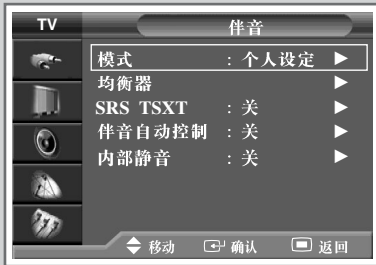 TV 伴音
模式 : 个人设定 ▶
均衡器 ▶
SRS TSXT : 关 ▶
伴音自动控制 : 关 ▶
内部静音 : 关 ▶
移动 确认 返回